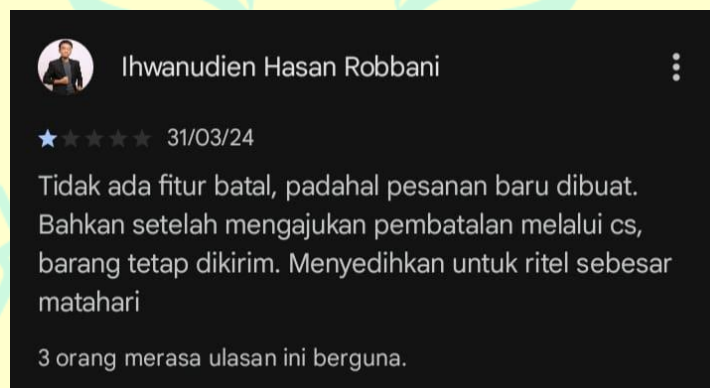 Ihwanudien Hasan Robbani
31/03/24
Tidak ada fitur batal, padahal pesanan baru dibuat.
Bahkan setelah mengajukan pembatalan melalui cs,
barang tetap dikirim. Menyedihkan untuk ritel sebesar
matahari
3 orang merasa ulasan ini berguna.